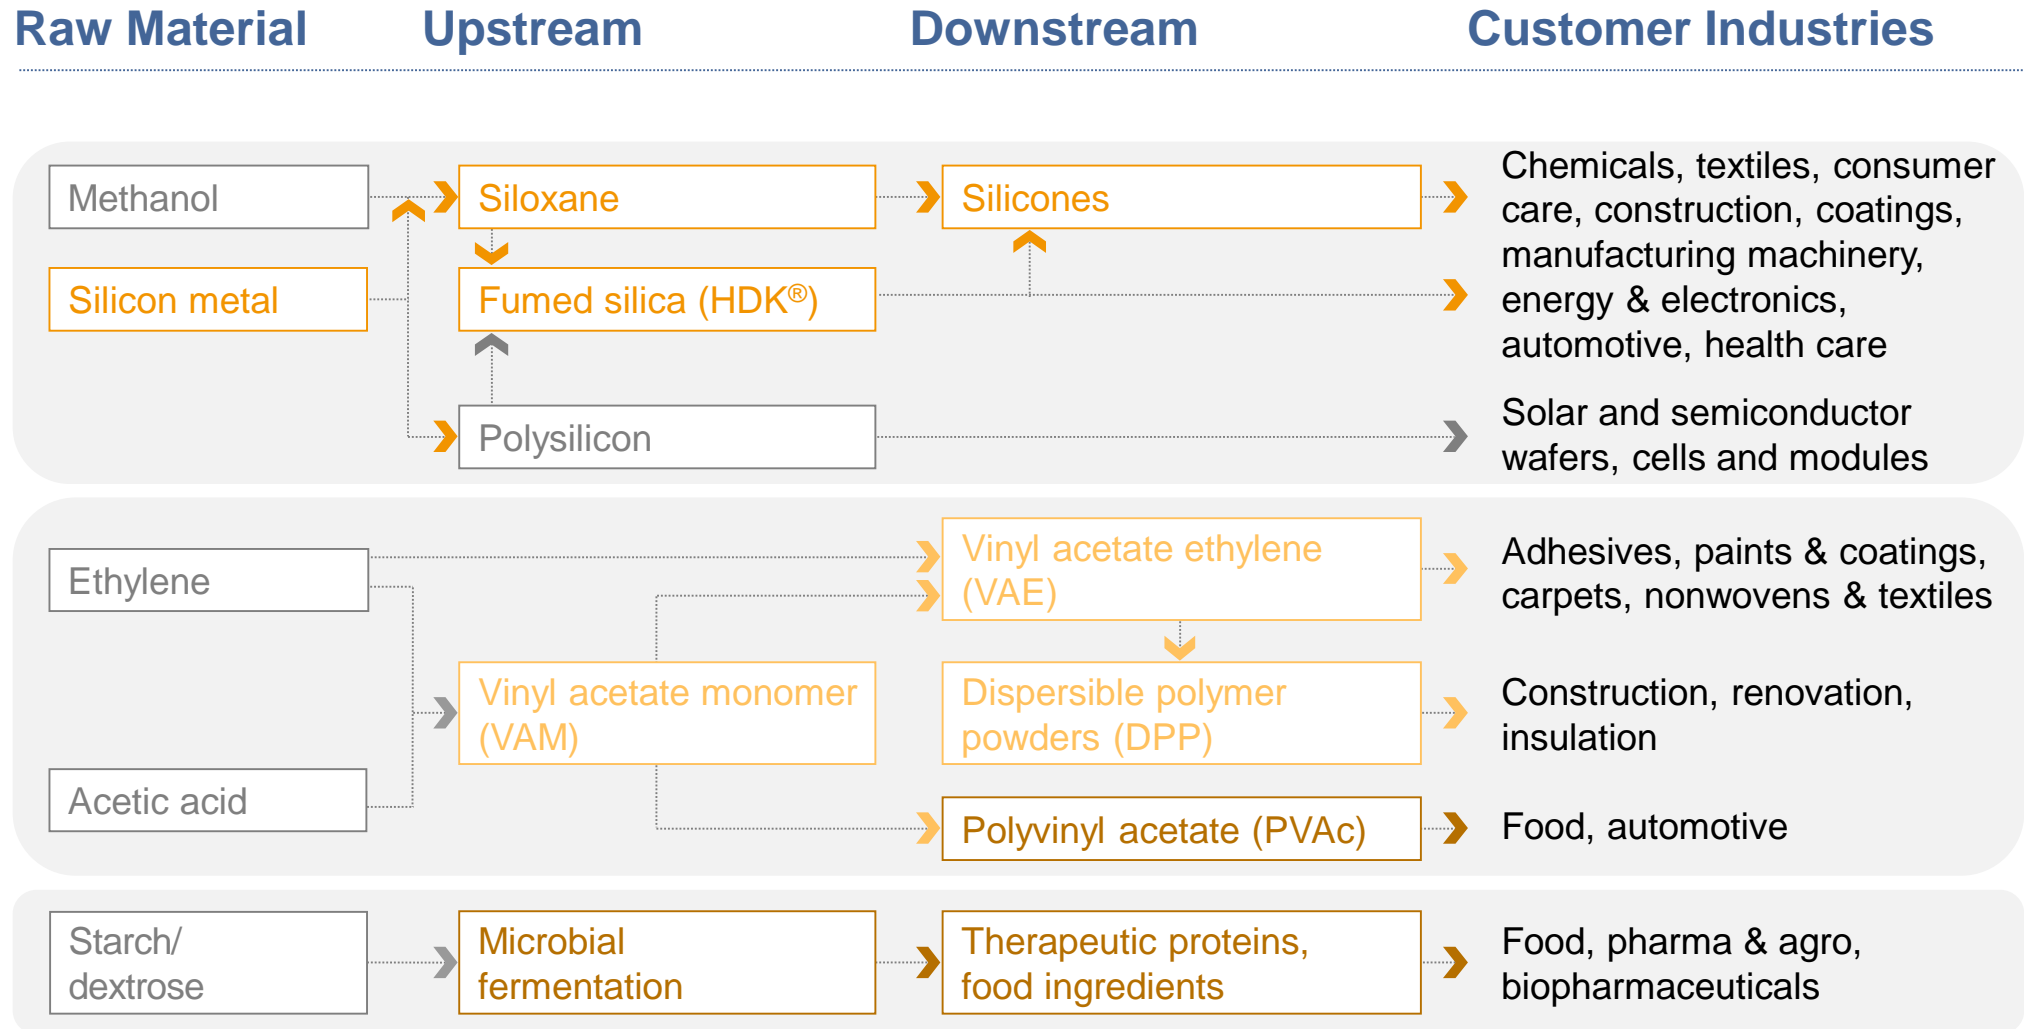 Raw Material
Upstream
Downstream
Customer Industries
Methanol
Siloxane
Silicones
Chemicals, textiles, consumer
care, construction, coatings,
manufacturing machinery,
energy & electronics,
automotive, health care
Silicon metal
Fumed silica (HDK®)
Polysilicon
Solar and semiconductor
wafers, cells and modules
Ethylene
Vinyl acetate ethylene
(VAE)
Adhesives, paints & coatings,
carpets, nonwovens & textiles
Vinyl acetate monomer
(VAM)
Dispersible polymer
powders (DPP)
Construction, renovation,
insulation
Acetic acid
Polyvinyl acetate (PVAc)
Food, automotive
Starch/
dextrose
Microbial
fermentation
Therapeutic proteins,
food ingredients
Food, pharma & agro,
biopharmaceuticals